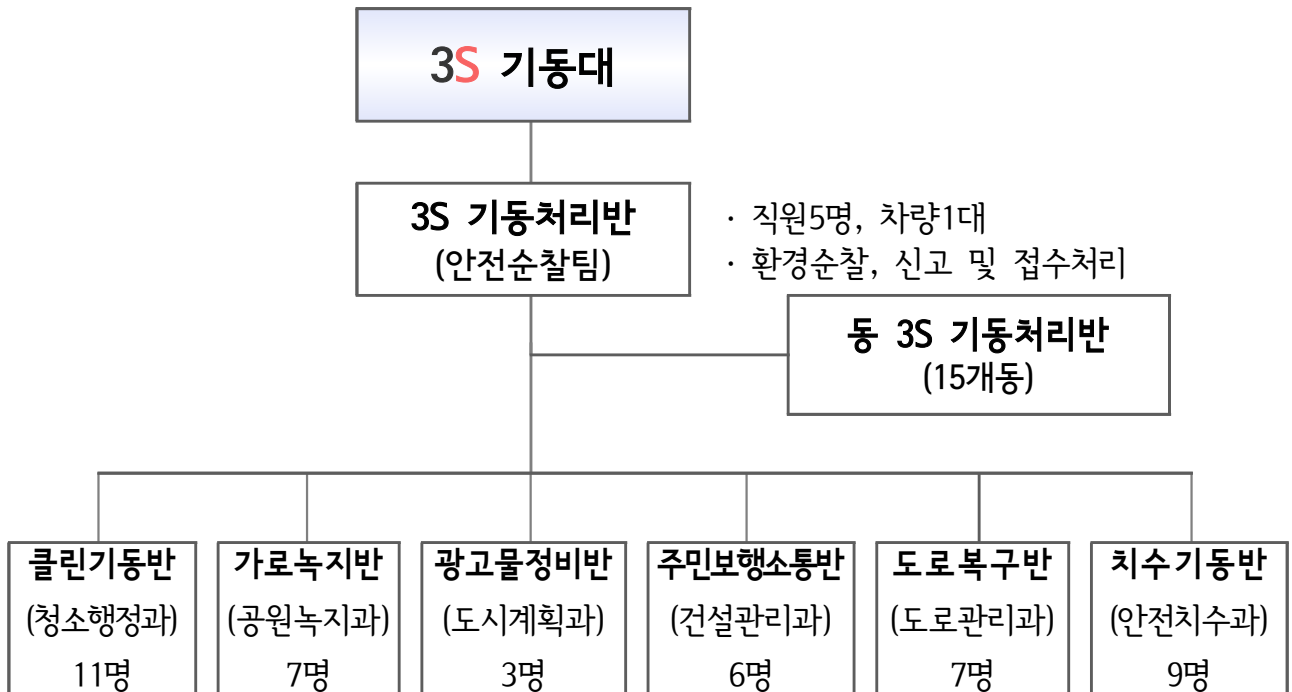 3S 기동대
3S 기동처리반
(안전순찰팀)
· 직원5명, 차량1대
· 환경순찰, 신고 및 접수처리
동 3S 기동처리반
(15개동)
클린기동반
(청소행정과)
11명
가로녹지반
(공원녹지과)
7명
광고물정비반
(도시계획과)
3명
주민보행소통반
(건설관리과)
6명
도로복구반
(도로관리과)
7명
치수기동반
(안전치수과)
9명